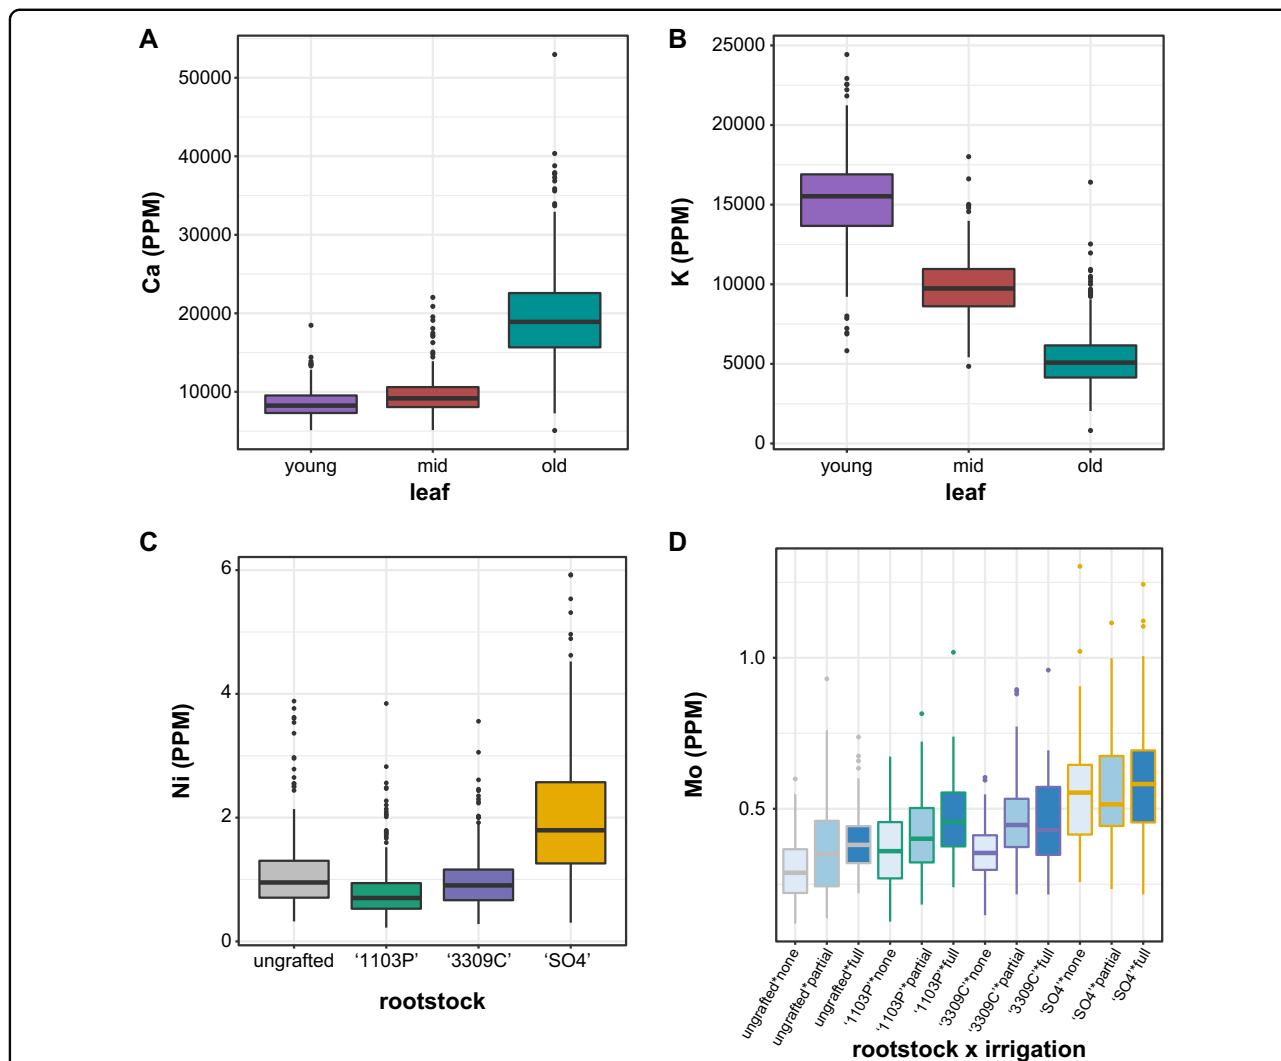 A
50000
40000
30000
20000
10000
Ca (PPM)
young mid old
leaf
B
25000
20000
15000
10000
5000
0
K (PPM)
young mid old
leaf
C
6
4
2
0
Ni (PPM)
ungrafted ‘1103P’ ‘3309C’ ‘SO4’
rootstock
D
1.0
0.5
Mo (PPM)
ungrafted*none
ungrafted*partial
ungrafted*full
‘1103P’*none
‘1103P’*partial
‘1103P’*full
‘3309C’*none
‘3309C’*partial
‘3309C’*full
‘SO4’*none
‘SO4’*partial
‘SO4’*full
rootstock x irrigation